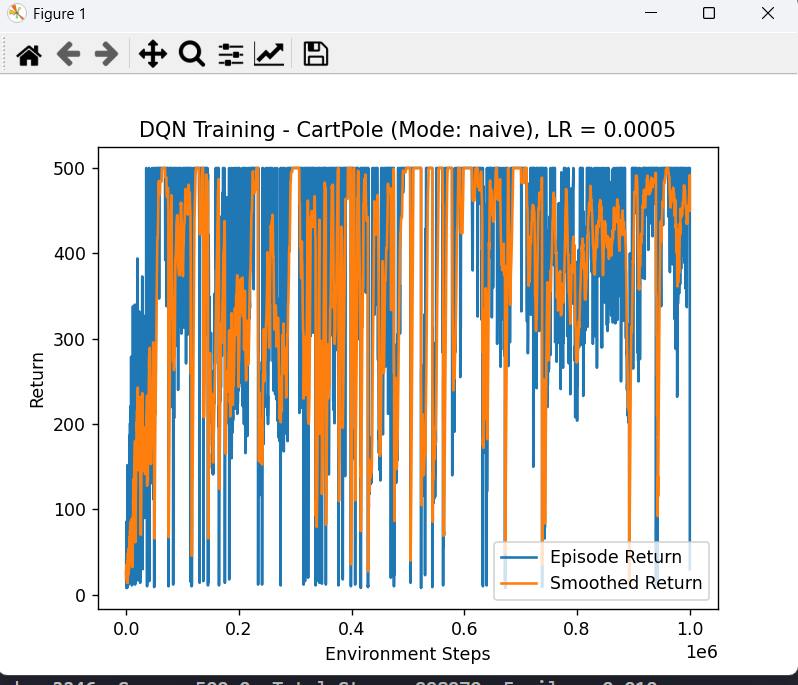 Figure 1
DQN Training - CartPole (Mode: naive), LR = 0.0005
500
400
300
200
100
0
Return
Episode Return
Smoothed Return
0.0 0.2 0.4 0.6 0.8 1.0
1e6
Environment Steps